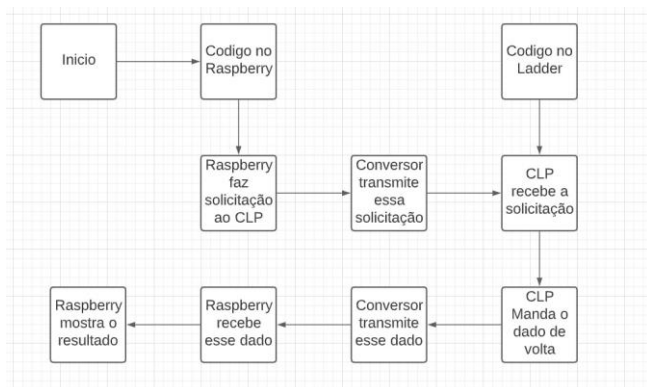 Inicio
Codigo no
Raspberry
Codigo no
Ladder
Raspberry
faz
solicitação
ao CLP
Conversor
transmite
essa
solicitação
CLP
recebe a
solicitação
Raspberry
mostra o
resultado
Raspberry
recebe
esse dado
Conversor
transmite
esse dado
CLP
Manda o
dado de
volta